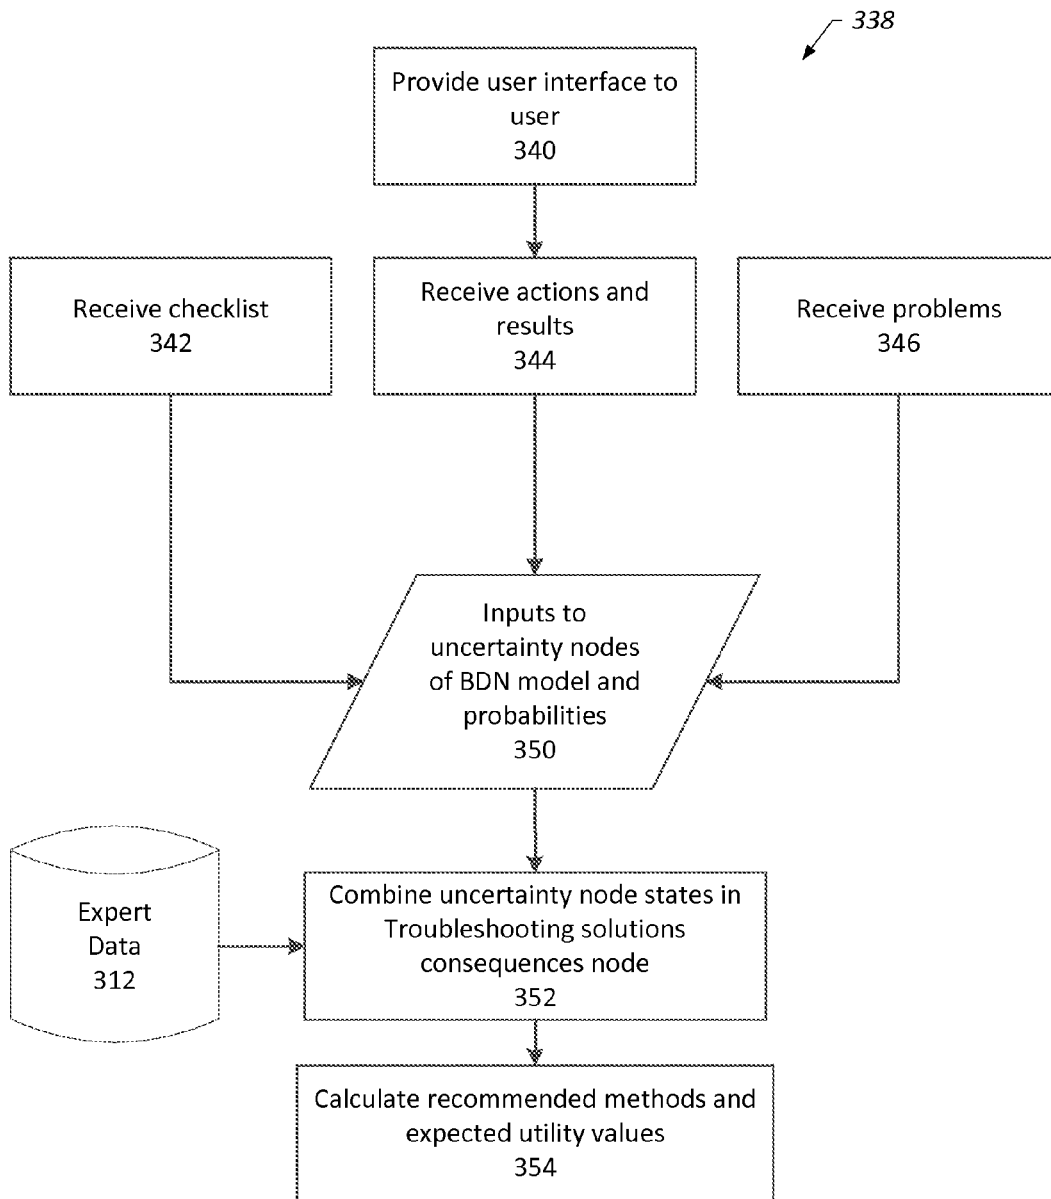 338
Provide user interface to
user
340
Receive checklist
342
Receive actions and
results
344
Receive problems
346
Inputs to
uncertainty nodes
of BDN model and
probabilities
350
Expert
Data
312
Combine uncertainty node states in
Troubleshooting solutions
consequences node
352
Calculate recommended methods and
expected utility values
354